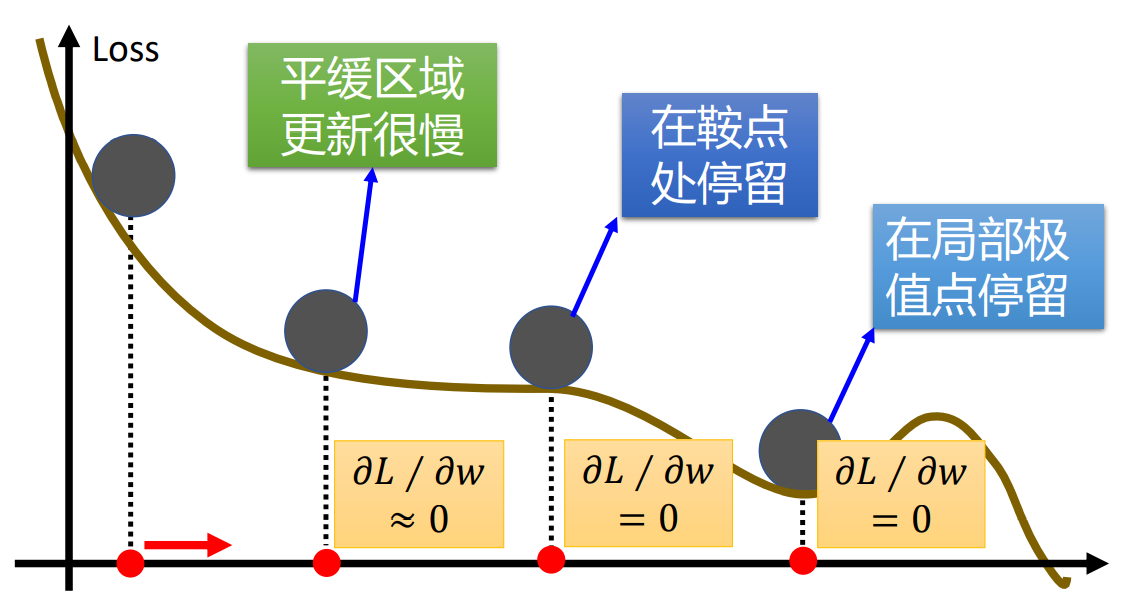 Loss
平缓区域
更新很慢
在鞍点
处停留
在局部极
值点停留
∂L / ∂w
≈ 0
∂L / ∂w
= 0
∂L / ∂w
= 0